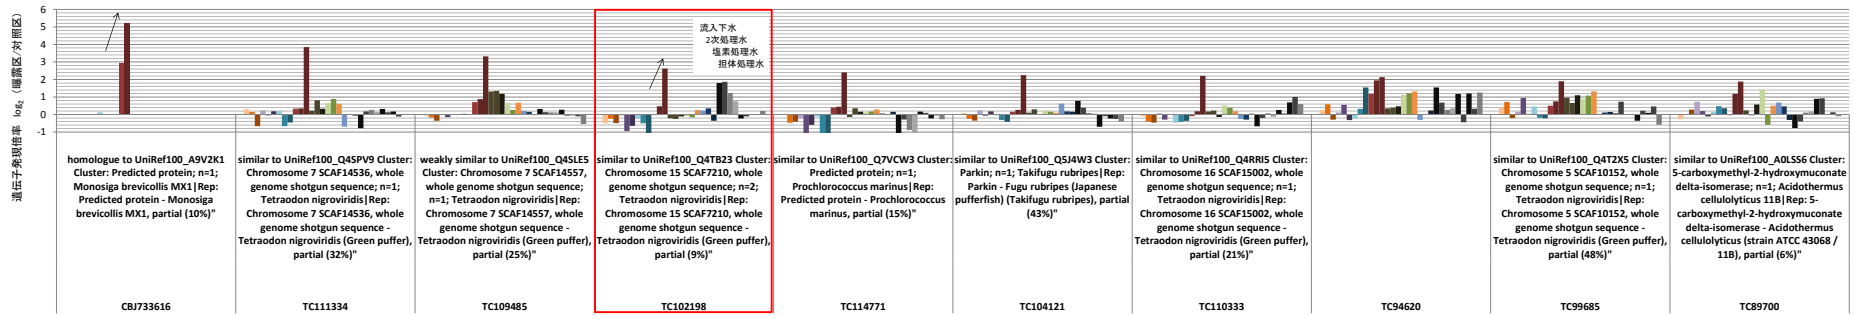 遺伝子発現倍率 log₂ (曝露区/対照区)
6
5
4
3
2
1
0
-1
流入下水
2次処理水
塩素処理水
担体処理水
homologue to UniRef100_A9V2K1
Cluster: Predicted protein; n=1;
Monosiga brevicollis MX1|Rep:
Predicted protein - Monosiga
brevicollis MX1, partial (10%)"
CBJ733616
similar to UniRef100_Q4SPV9 Cluster:
Chromosome 7 SCAF14536, whole
genome shotgun sequence; n=1;
Tetraodon nigroviridis|Rep:
Chromosome 7 SCAF14536, whole
genome shotgun sequence -
Tetraodon nigroviridis (Green puffer),
partial (32%)"
TC111334
weakly similar to UniRef100_Q4SLE5
Cluster: Chromosome 7 SCAF14557,
whole genome shotgun sequence;
n=1; Tetraodon nigroviridis|Rep:
Chromosome 7 SCAF14557, whole
genome shotgun sequence -
Tetraodon nigroviridis (Green puffer),
partial (25%)"
TC109485
similar to UniRef100_Q4TB23 Cluster:
Chromosome 15 SCAF7210, whole
genome shotgun sequence; n=2;
Tetraodon nigroviridis|Rep:
Chromosome 15 SCAF7210, whole
genome shotgun sequence -
Tetraodon nigroviridis (Green puffer),
partial (9%)"
TC102198
similar to UniRef100_Q7VCW3 Cluster:
Predicted protein; n=1;
Prochlorococcus marinus|Rep:
Predicted protein - Prochlorococcus
marinus, partial (15%)"
TC114771
similar to UniRef100_Q5J4W3 Cluster:
Parkin; n=1; Takifugu rubripes|Rep:
Parkin - Fugu rubripes (Japanese
pufferfish) (Takifugu rubripes), partial
(43%)"
TC104121
similar to UniRef100_Q4RRI5 Cluster:
Chromosome 16 SCAF15002, whole
genome shotgun sequence; n=1;
Tetraodon nigroviridis|Rep:
Chromosome 16 SCAF15002, whole
genome shotgun sequence -
Tetraodon nigroviridis (Green puffer),
partial (21%)"
TC110333
TC94620
similar to UniRef100_Q4T2X5 Cluster:
Chromosome 5 SCAF10152, whole
genome shotgun sequence; n=1;
Tetraodon nigroviridis|Rep:
Chromosome 5 SCAF10152, whole
genome shotgun sequence -
Tetraodon nigroviridis (Green puffer),
partial (48%)"
TC99685
similar to UniRef100_A0LSS6 Cluster:
5-carboxymethyl-2-hydroxymuconate
delta-isomerase; n=1; Acidothermus
cellulolyticus 11B|Rep: 5-
carboxymethyl-2-hydroxymuconate
delta-isomerase - Acidothermus
cellulolyticus (strain ATCC 43068 /
11B), partial (6%)"
TC89700